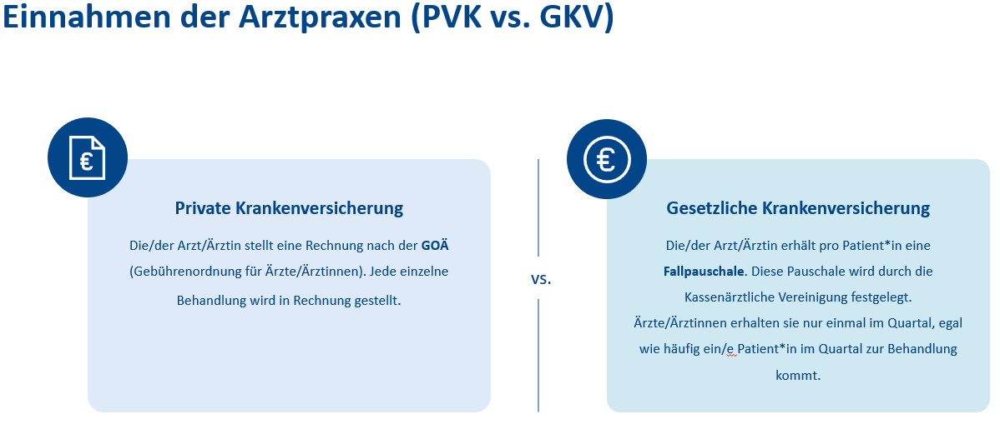 Einnahmen der Arztpraxen (PVK vs. GKV)
€
Private Krankenversicherung
Die/der Arzt/Ärztin stellt eine Rechnung nach der GOÄ
(Gebührenordnung für Ärzte/Ärztinnen). Jede einzelne
Behandlung wird in Rechnung gestellt.
vs.
€
Gesetzliche Krankenversicherung
Die/der Arzt/Ärztin erhält pro Patient*in eine
Fallpauschale. Diese Pauschale wird durch die
Kassenärztliche Vereinigung festgelegt.
Ärzte/Ärztinnen erhalten sie nur einmal im Quartal, egal
wie häufig ein/e Patient*in im Quartal zur Behandlung
kommt.